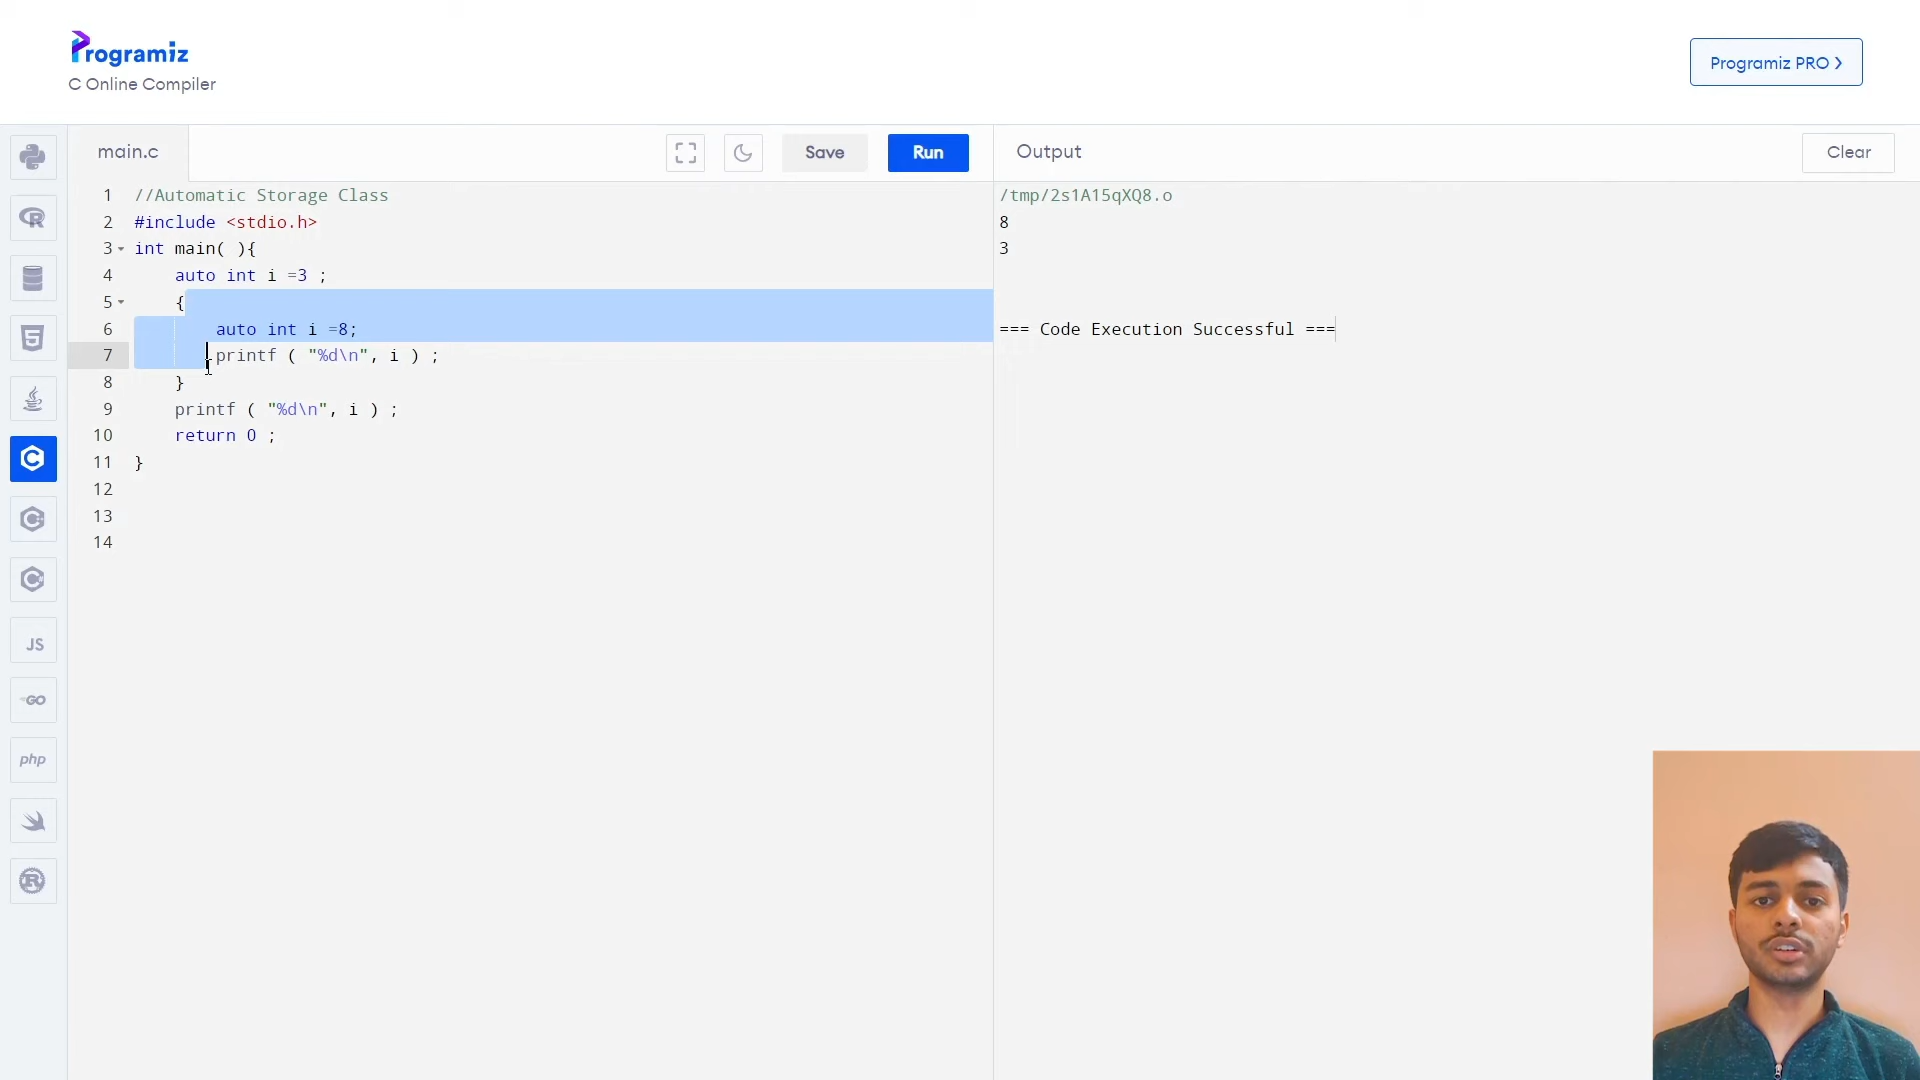 Programiz
C Online Compiler
Programiz PRO ❯
main.c
Save
Run
Output
Clear
1 //Automatic Storage Class
2 #include <stdio.h>
3 int main( ){
4     auto int i =3 ;
5     {
6         auto int i =8;
7         printf ( "%d\n", i ) ;
8     }
9     printf ( "%d\n", i ) ;
10     return 0 ;
11 }
12
13
14
/tmp/2s1A15qXQ8.o
8
3
=== Code Execution Successful ===
R
5
C
C
C
JS
GO
php
R